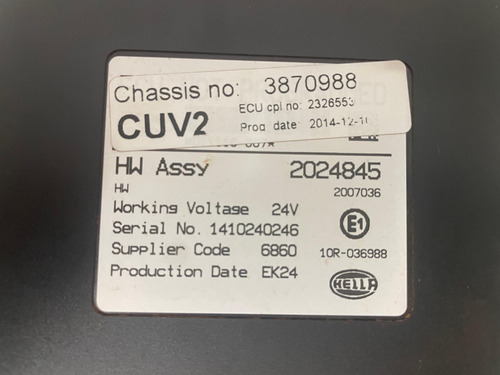 Chassis no: 3870988
ECU cpl no: 2326553
CUV2 Prod date: 2014-12-1
HW Assy 2024845
HW 2007036
Working Voltage 24V
Serial No. 1410240246 E1
Supplier Code 6860 10R-036988
Production Date EK24 HELLA